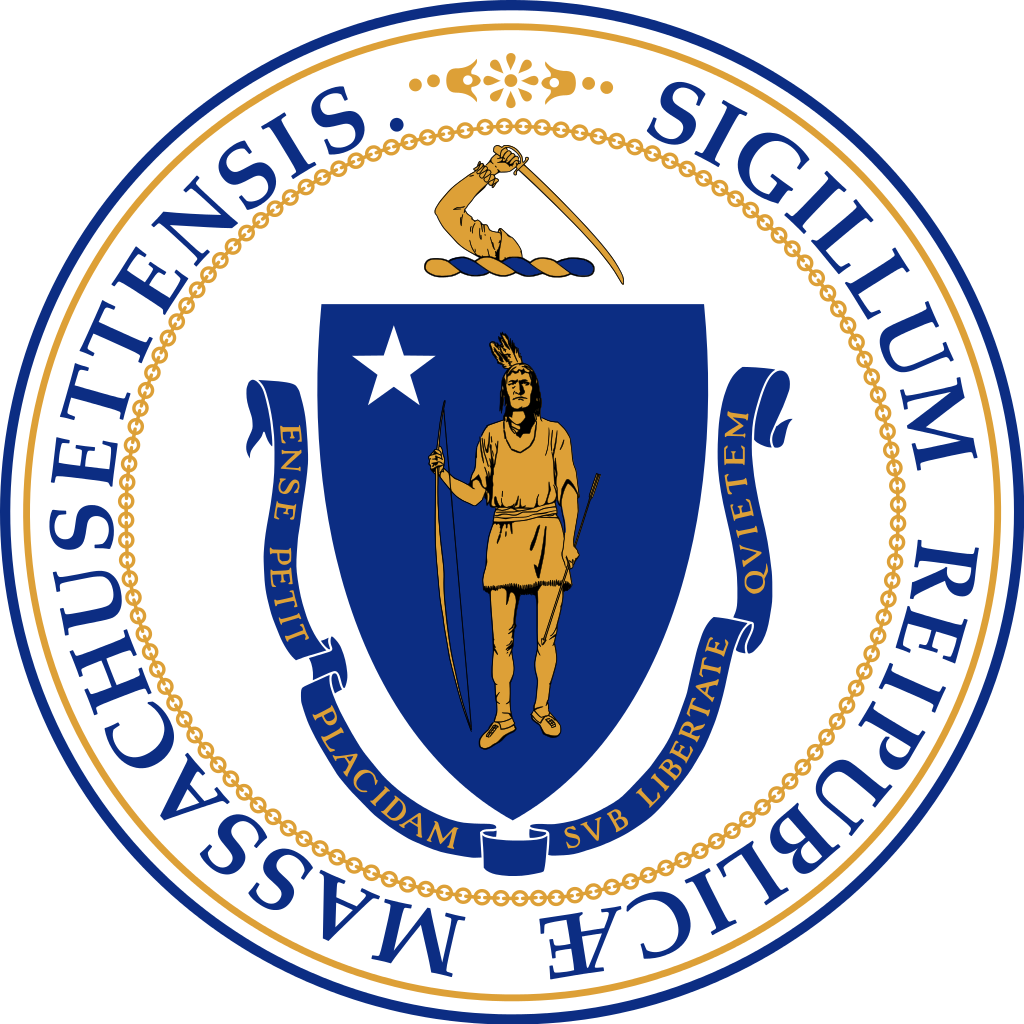 SIGILLUM REIPUBLICÆ MASSACHUSETTENSIS.
ENSE PETIT PLACIDAM SVB LIBERTATE QVIETEM